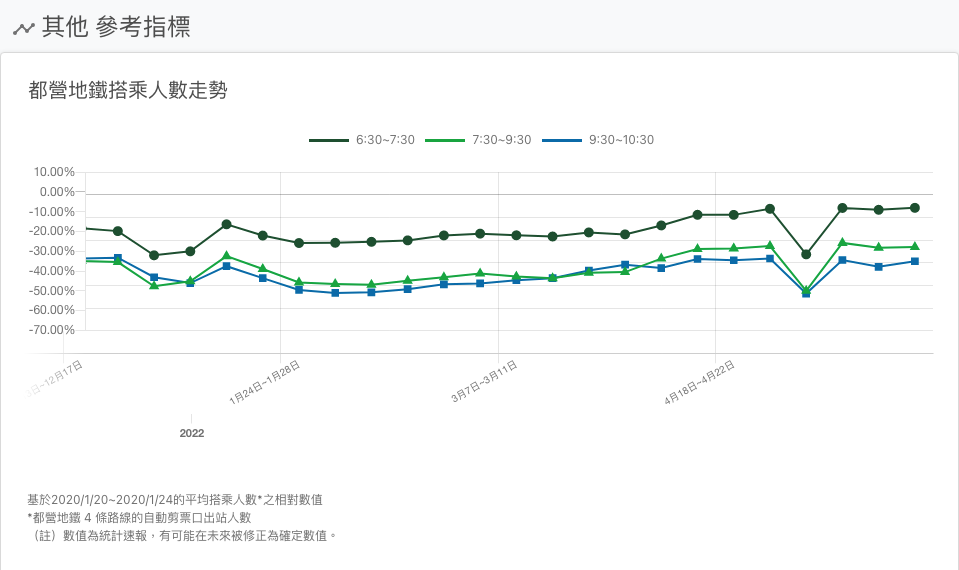 其他 參考指標
都營地鐵搭乘人數走勢
6:30~7:30 7:30~9:30 9:30~10:30
10.00%
0.00%
-10.00%
-20.00%
-30.00%
-40.00%
-50.00%
-60.00%
-70.00%
日~12月17日 1月24日~1月28日 3月7日~3月11日 4月18日~4月22日
2022
基於2020/1/20~2020/1/24的平均搭乘人數*之相對數值
*都營地鐵 4 條路線的自動剪票口出站人數
（註）數值為統計速報，有可能在未來被修正為確定數值。